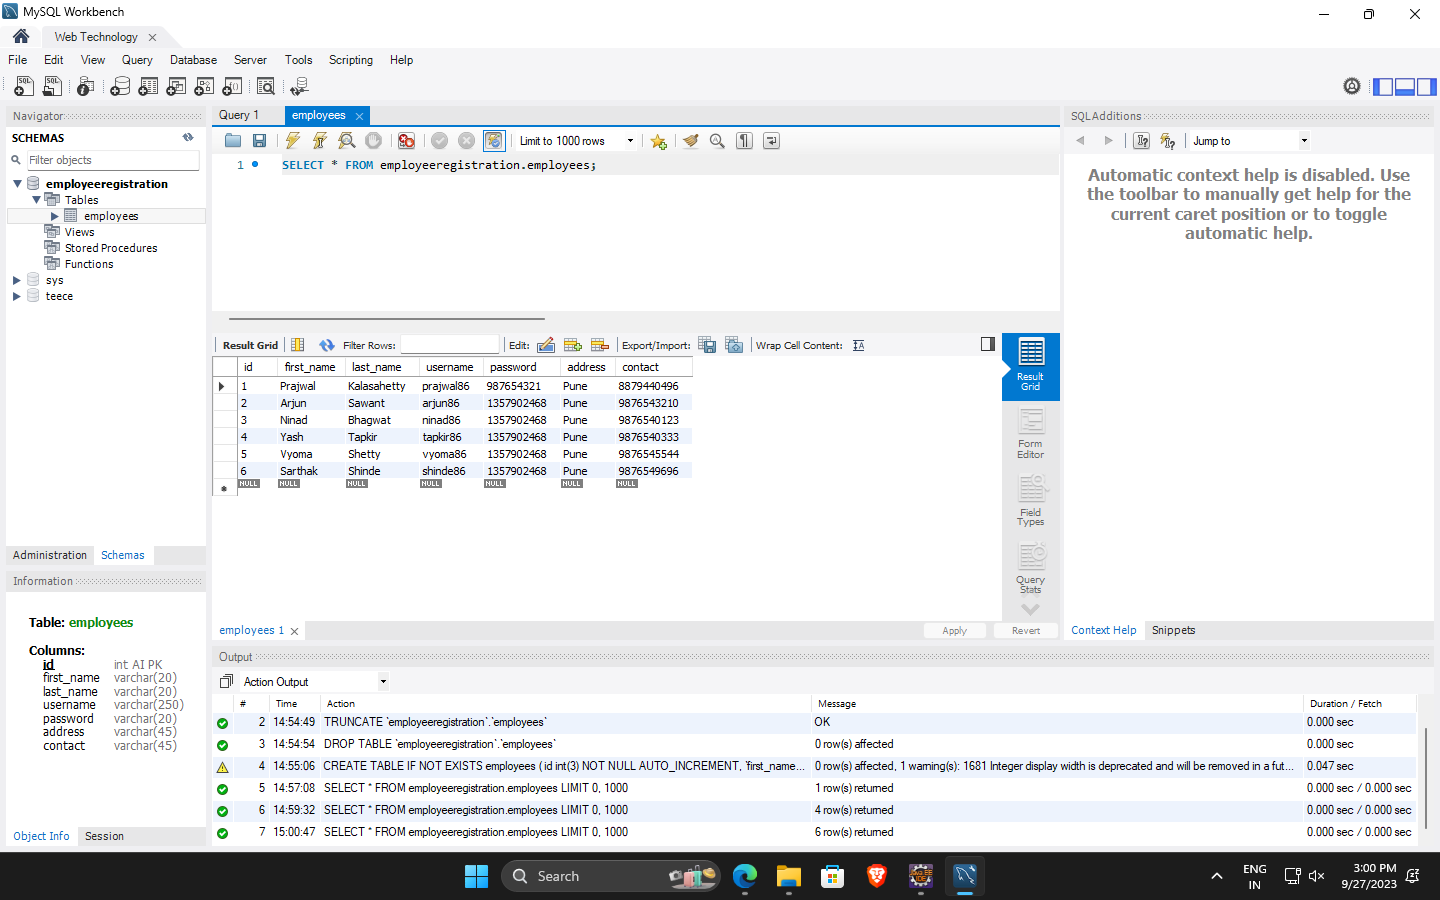 MySQL Workbench
Web Technology
File Edit View Query Database Server Tools Scripting Help
Navigator
SCHEMAS
Filter objects
employeeregistration
Tables
employees
Views
Stored Procedures
Functions
sys
teece
Administration Schemas
Information
Table: employees
Columns:
id int AI PK
first_name varchar(20)
last_name varchar(20)
username varchar(250)
password varchar(20)
address varchar(45)
contact varchar(45)
Object Info Session
Query 1 employees
Limit to 1000 rows
1 SELECT * FROM employeeregistration.employees;
Result Grid Filter Rows: Edit: Export/Import: Wrap Cell Content:
id first_name last_name username password address contact
1 Prajwal Kalasahetty prajwal86 987654321 Pune 8879440496
2 Arjun Sawant arjun86 1357902468 Pune 9876543210
3 Ninad Bhagwat ninad86 1357902468 Pune 9876540123
4 Yash Tapkir tapkir86 1357902468 Pune 9876540333
5 Vyoma Shetty vyoma86 1357902468 Pune 9876545544
6 Sarthak Shinde shinde86 1357902468 Pune 9876549696
NULL NULL NULL NULL NULL NULL NULL
Result
Grid
Form
Editor
Field
Types
Query
Stats
employees 1 Apply Revert
SQLAdditions
Jump to
Automatic context help is disabled. Use
the toolbar to manually get help for the
current caret position or to toggle
automatic help.
Context Help Snippets
Output
Action Output
# Time Action Message Duration / Fetch
2 14:54:49 TRUNCATE `employeeregistration`.`employees` OK 0.000 sec
3 14:54:54 DROP TABLE `employeeregistration`.`employees` 0 row(s) affected 0.000 sec
4 14:55:06 CREATE TABLE IF NOT EXISTS employees ( id int(3) NOT NULL AUTO_INCREMENT, `first_name... 0 row(s) affected, 1 warning(s): 1681 Integer display width is deprecated and will be removed in a fut... 0.047 sec
5 14:57:08 SELECT * FROM employeeregistration.employees LIMIT 0, 1000 1 row(s) returned 0.000 sec / 0.000 sec
6 14:59:32 SELECT * FROM employeeregistration.employees LIMIT 0, 1000 4 row(s) returned 0.000 sec / 0.000 sec
7 15:00:47 SELECT * FROM employeeregistration.employees LIMIT 0, 1000 6 row(s) returned 0.000 sec / 0.000 sec
Search
ENG
IN
3:00 PM
9/27/2023